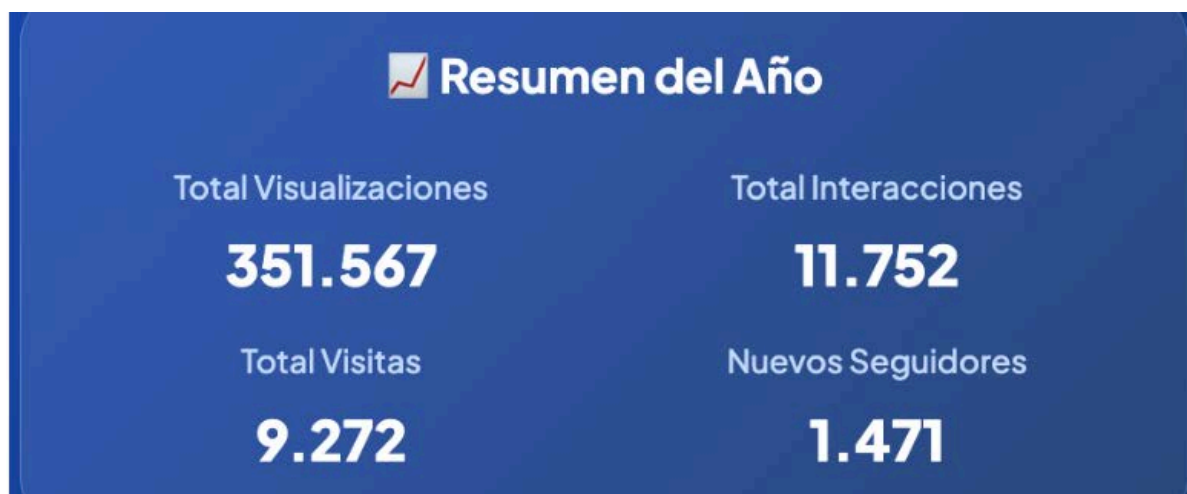 📈 Resumen del Año
Total Visualizaciones
351.567
Total Interacciones
11.752
Total Visitas
9.272
Nuevos Seguidores
1.471